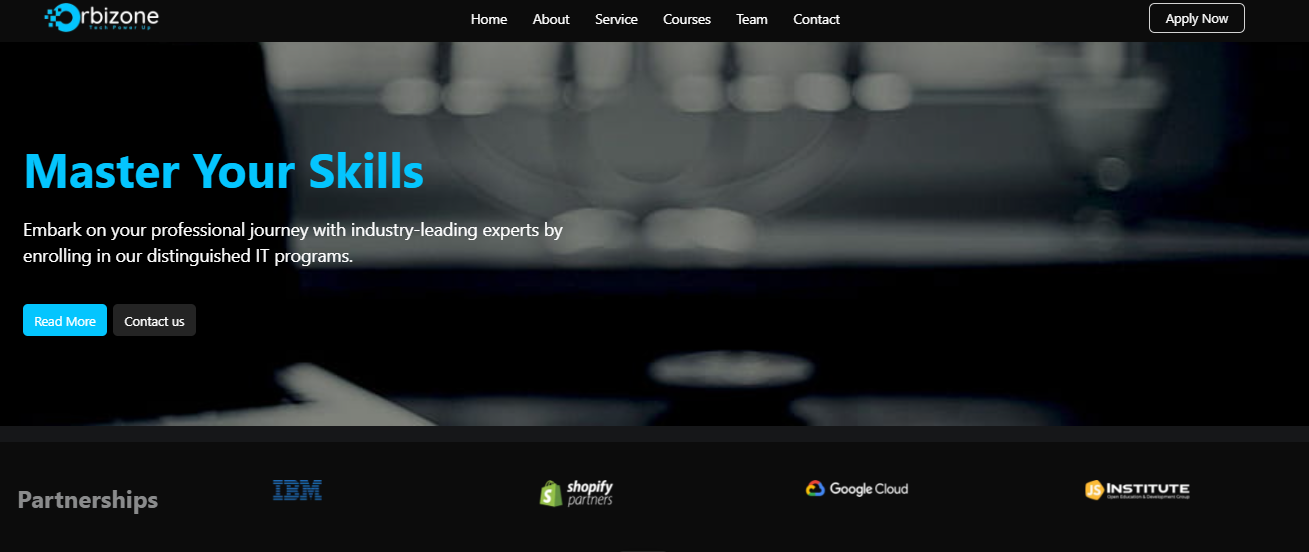 Orbizone
Tech Power Up
Home
About
Service
Courses
Team
Contact
Apply Now
Master Your Skills
Embark on your professional journey with industry-leading experts by
enrolling in our distinguished IT programs.
Read More
Contact us
Partnerships
IBM
shopify
partners
Google Cloud
JS INSTITUTE
Open Education & Development Group